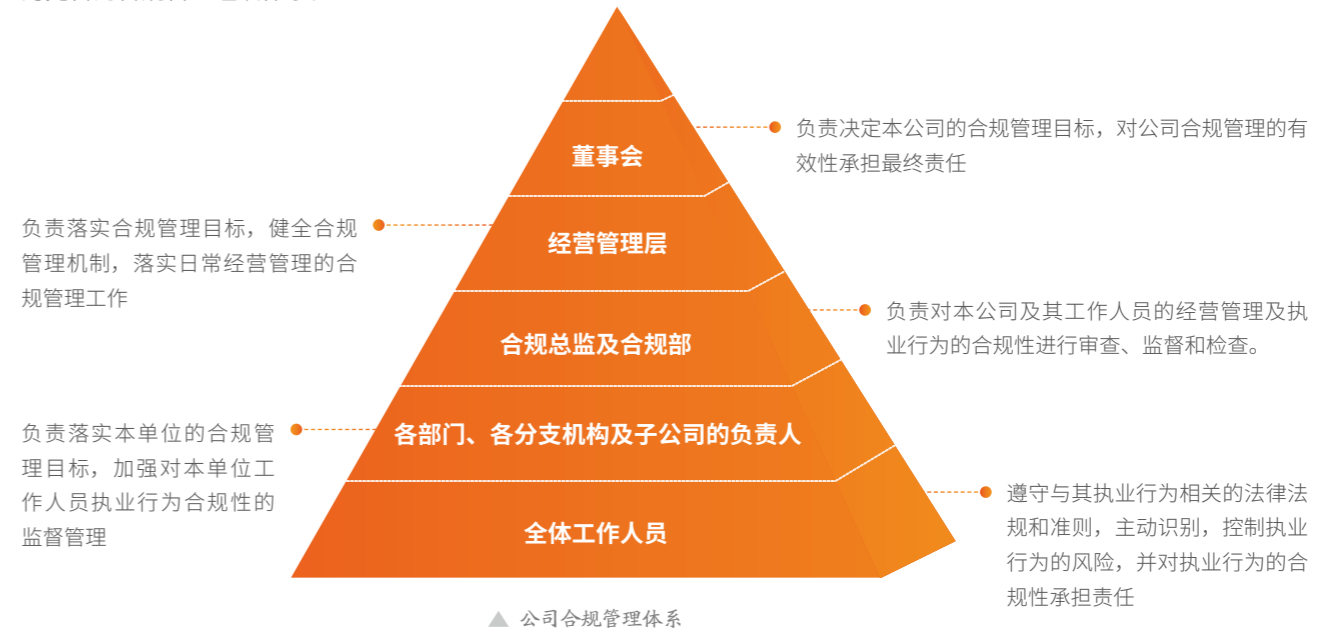 董事会
负责决定本公司的合规管理目标，对公司合规管理的有
效性承担最终责任
经营管理层
负责落实合规管理目标，健全合规
管理机制，落实日常经营管理的合
规管理工作
合规总监及合规部
负责对本公司及其工作人员的经营管理及执
业行为的合规性进行审查、监督和检查。
各部门、各分支机构及子公司的负责人
负责落实本单位的合规管
理目标，加强对本单位工
作人员执业行为合规性的
监督管理
全体工作人员
遵守与其执业行为相关的法律法
规和准则，主动识别，控制执业
行为的风险，并对执业行为的合
规性承担责任
公司合规管理体系